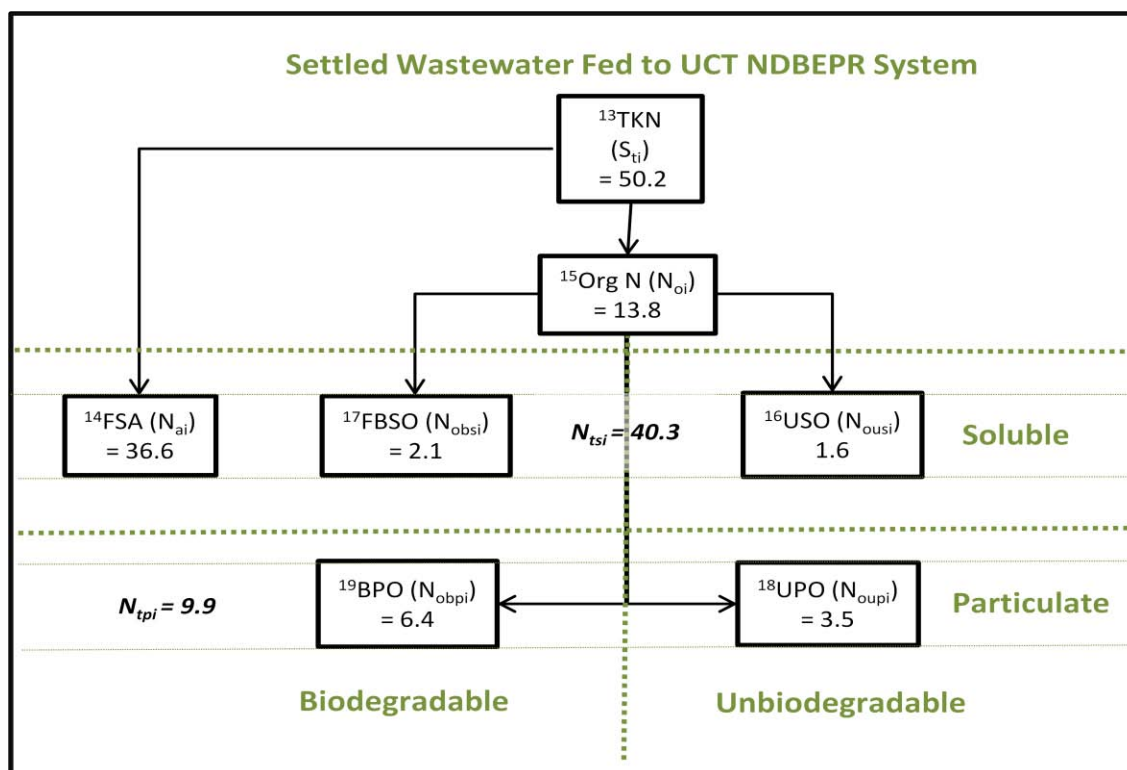 Settled Wastewater Fed to UCT NDBEPR System
¹³TKN
(Sₜᵢ)
= 50.2
¹⁵Org N (Nₒᵢ)
= 13.8
¹⁴FSA (Nₐᵢ)
= 36.6
¹⁷FBSO (Nobsi)
= 2.1
Ntsi = 40.3
¹⁶USO (Nousi)
1.6
Soluble
Ntpi = 9.9
¹⁹BPO (Nobpi)
= 6.4
¹⁸UPO (Noupi)
= 3.5
Particulate
Biodegradable
Unbiodegradable